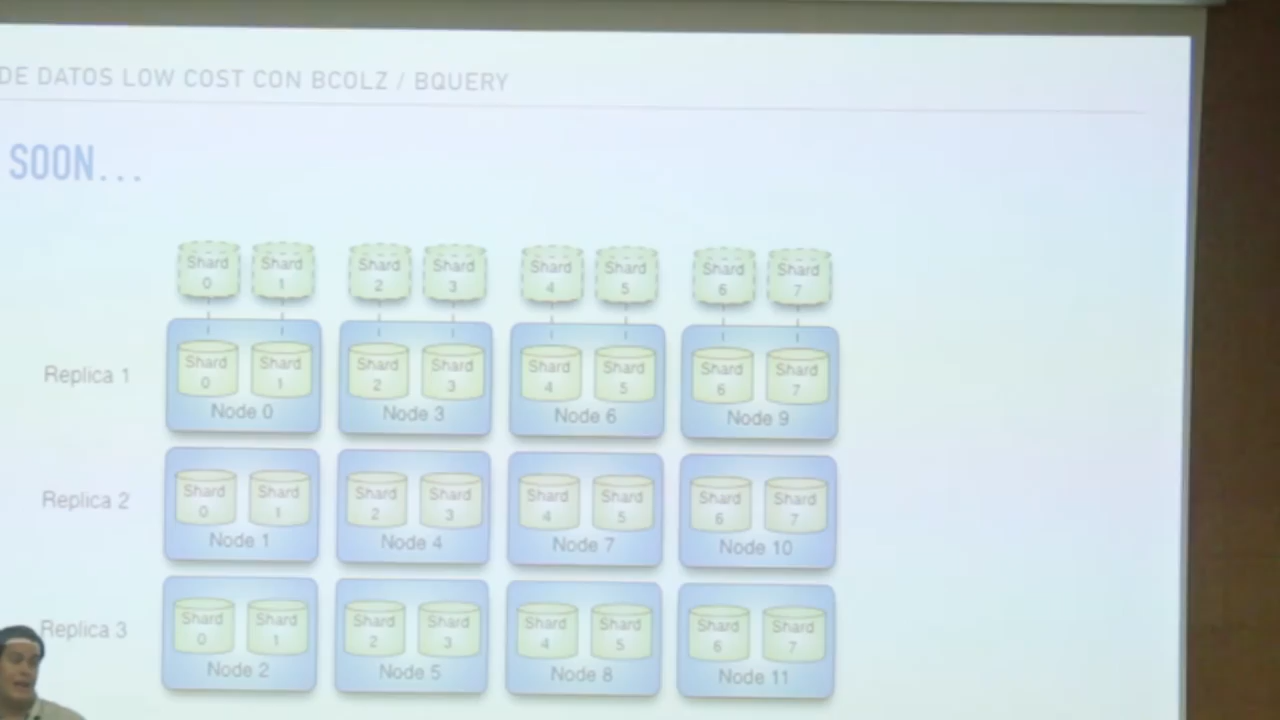 DE DATOS LOW COST CON BCOLZ / BQUERY
SOON...
Shard 0 Shard 1 Shard 2 Shard 3 Shard 4 Shard 5 Shard 6 Shard 7
Replica 1
Shard 0 Shard 1 Shard 2 Shard 3 Shard 4 Shard 5 Shard 6 Shard 7
Node 0 Node 3 Node 6 Node 9
Replica 2
Shard 0 Shard 1 Shard 2 Shard 3 Shard 4 Shard 5 Shard 6 Shard 7
Node 1 Node 4 Node 7 Node 10
Replica 3
Shard 0 Shard 1 Shard 2 Shard 3 Shard 4 Shard 5 Shard 6 Shard 7
Node 2 Node 5 Node 8 Node 11